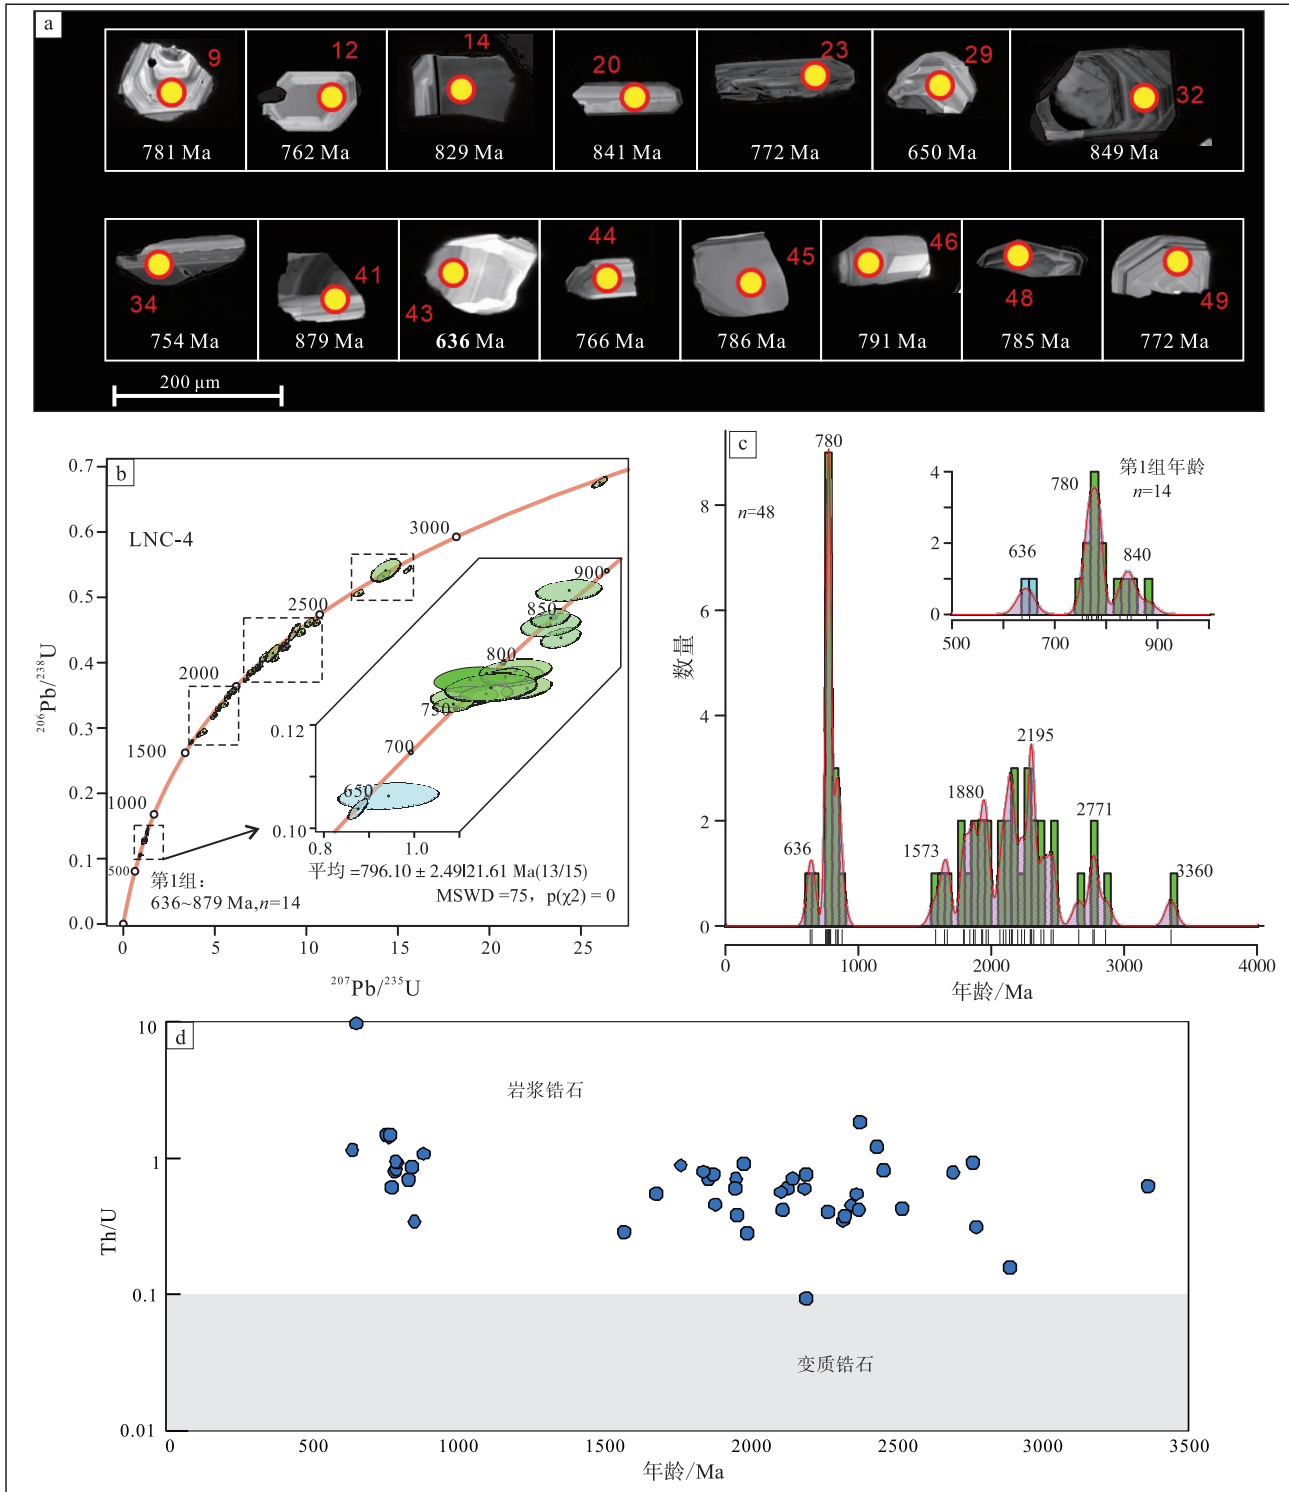 a
9 12 14 20 23 29 32
781 Ma 762 Ma 829 Ma 841 Ma 772 Ma 650 Ma 849 Ma
34 41 43 44 45 46 48 49
754 Ma 879 Ma 636 Ma 766 Ma 786 Ma 791 Ma 785 Ma 772 Ma
200 μm
b
LNC-4
²⁰⁶Pb/²³⁸U
0.7
0.6
0.5
0.4
0.3
0.2
0.1
0.0
0 5 10 15 20 25
²⁰⁷Pb/²³⁵U
500 1000 1500 2000 2500 3000
0.12
0.10
0.8 1.0
650 700 750 800 850 900
第1组:
636~879 Ma,n=14
平均 =796.10 ± 2.49|21.61 Ma(13/15)
MSWD =75, p(χ2) = 0
c
n=48
数量
8
6
4
2
0
0 1000 2000 3000 4000
年龄/Ma
636 780 1573 1880 2195 2771 3360
第1组年龄
n=14
4
2
0
500 700 900
636 780 840
d
Th/U
10
1
0.1
0.01
岩浆锆石
变质锆石
0 500 1000 1500 2000 2500 3000 3500
年龄/Ma